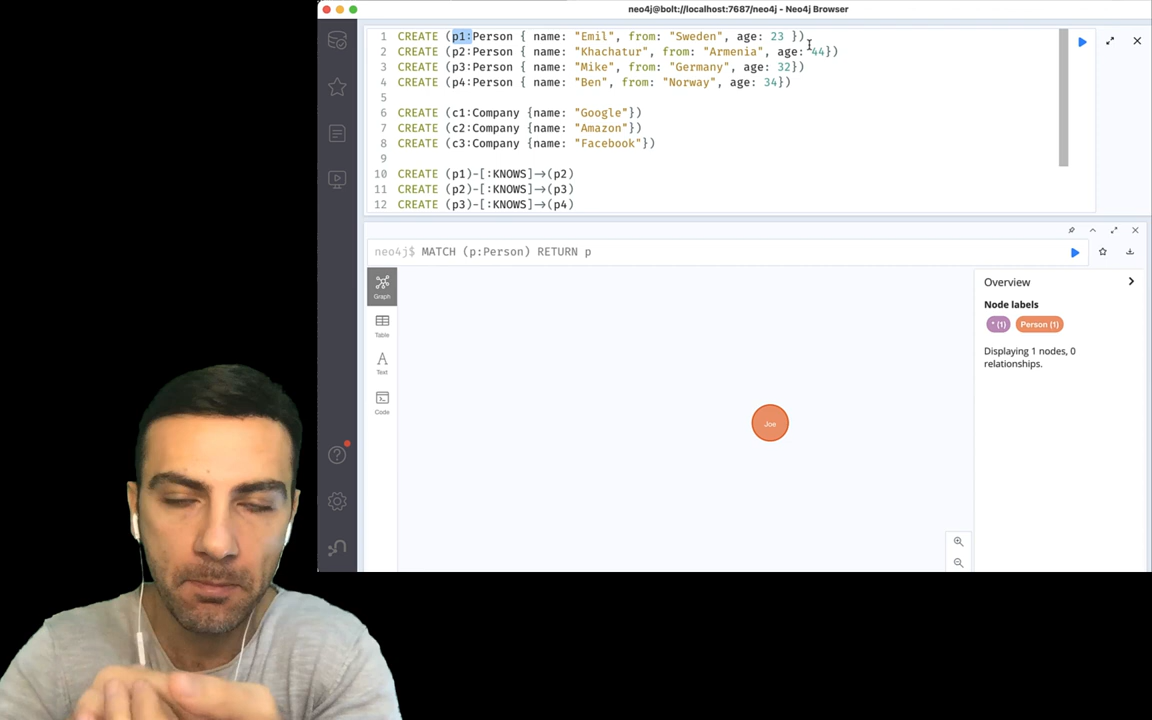 neo4j@bolt://localhost:7687/neo4j - Neo4j Browser
1 CREATE (p1:Person { name: "Emil", from: "Sweden", age: 23 })
2 CREATE (p2:Person { name: "Khachatur", from: "Armenia", age: 44})
3 CREATE (p3:Person { name: "Mike", from: "Germany", age: 32})
4 CREATE (p4:Person { name: "Ben", from: "Norway", age: 34})
5
6 CREATE (c1:Company {name: "Google"})
7 CREATE (c2:Company {name: "Amazon"})
8 CREATE (c3:Company {name: "Facebook"})
9
10 CREATE (p1)-[:KNOWS]->(p2)
11 CREATE (p2)-[:KNOWS]->(p3)
12 CREATE (p3)-[:KNOWS]->(p4)
neo4j$ MATCH (p:Person) RETURN p
Graph
Table
A
Text
Code
Joe
Overview
Node labels
* (1) Person (1)
Displaying 1 nodes, 0
relationships.